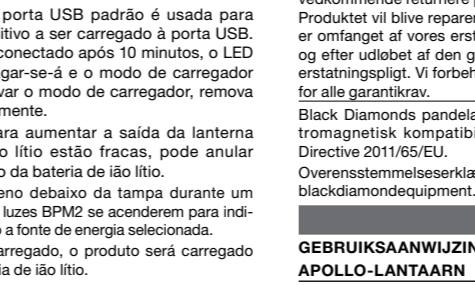 porta USB padrão é usada para
itivo a ser carregado à porta USB.
conectado após 10 minutos, o LED
gar-se-á e o modo de carregador
var o modo de carregador, remova
mente.
ara aumentar a saída da lanterna
o lítio estão fracas, pode anular
o da bateria de ião lítio.
eno debaixo da tampa durante um
luzes BPM2 se acenderem para indi-
o a fonte de energia selecionada.
arregado, o produto será carregado
ia de ião lítio.
vedkommende returnere p
Produktet vil blive reparer
er omfanget af vores erst
og efter udløbet af den g
erstatningspligt. Vi forbeh
for alle garantikrav.
Black Diamonds pandela
tromagnetisk kompatibi
Directive 2011/65/EU.
Overensstemmelseserklæ
blackdiamondequipment.
GEBRUIKSAANWIJZIN
APOLLO-LANTAARN